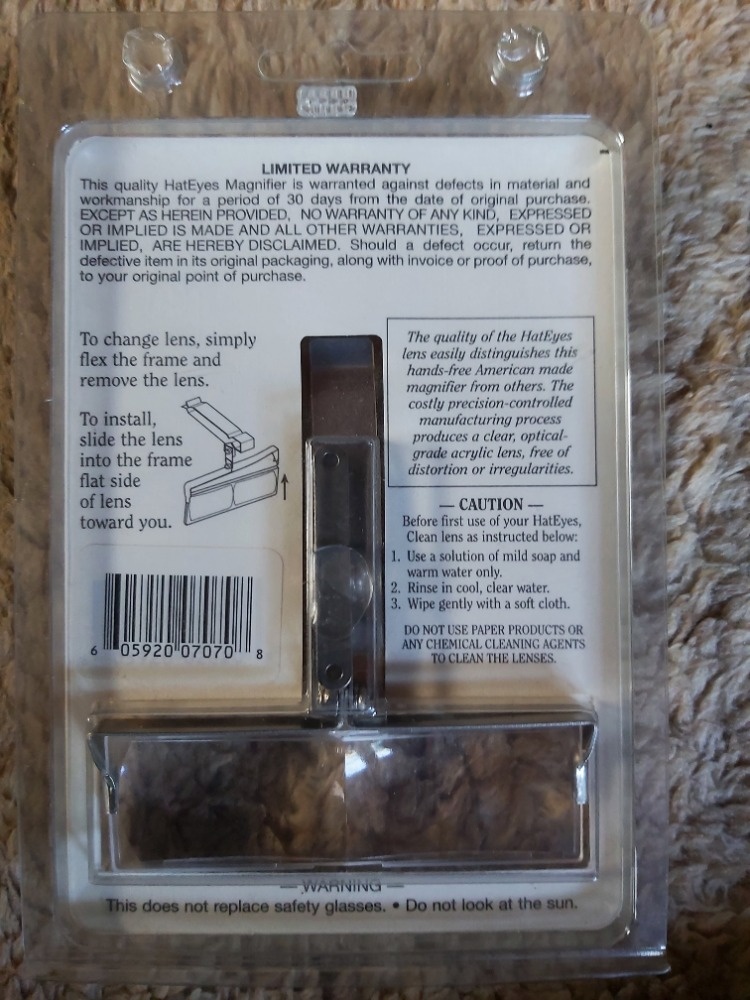 LIMITED WARRANTY
This quality HatEyes Magnifier is warranted against defects in material and
workmanship for a period of 30 days from the date of original purchase.
EXCEPT AS HEREIN PROVIDED, NO WARRANTY OF ANY KIND, EXPRESSED
OR IMPLIED IS MADE AND ALL OTHER WARRANTIES, EXPRESSED OR
IMPLIED, ARE HEREBY DISCLAIMED. Should a defect occur, return the
defective item in its original packaging, along with invoice or proof of purchase,
to your original point of purchase.
To change lens, simply
flex the frame and
remove the lens.
To install,
slide the lens
into the frame
flat side
of lens
toward you.
6 05920 07070 8
The quality of the HatEyes
lens easily distinguishes this
hands-free American made
magnifier from others. The
costly precision-controlled
manufacturing process
produces a clear, optical-
grade acrylic lens, free of
distortion or irregularities.
— CAUTION —
Before first use of your HatEyes,
Clean lens as instructed below:
1. Use a solution of mild soap and
warm water only.
2. Rinse in cool, clear water.
3. Wipe gently with a soft cloth.
DO NOT USE PAPER PRODUCTS OR
ANY CHEMICAL CLEANING AGENTS
TO CLEAN THE LENSES.
— WARNING —
This does not replace safety glasses. • Do not look at the sun.